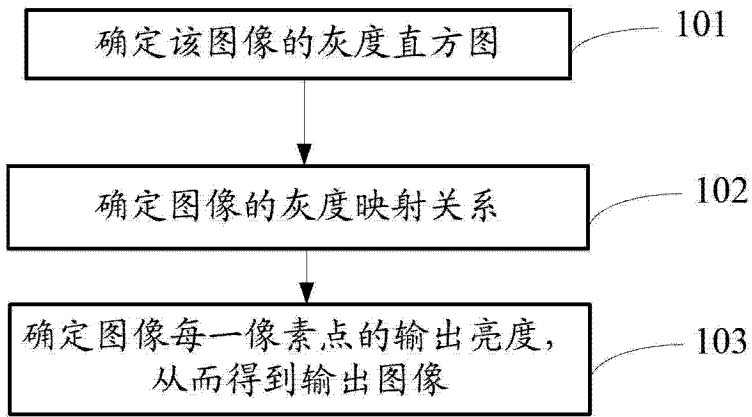 确定该图像的灰度直方图
101
确定图像的灰度映射关系
102
确定图像每一像素点的输出亮度，
从而得到输出图像
103